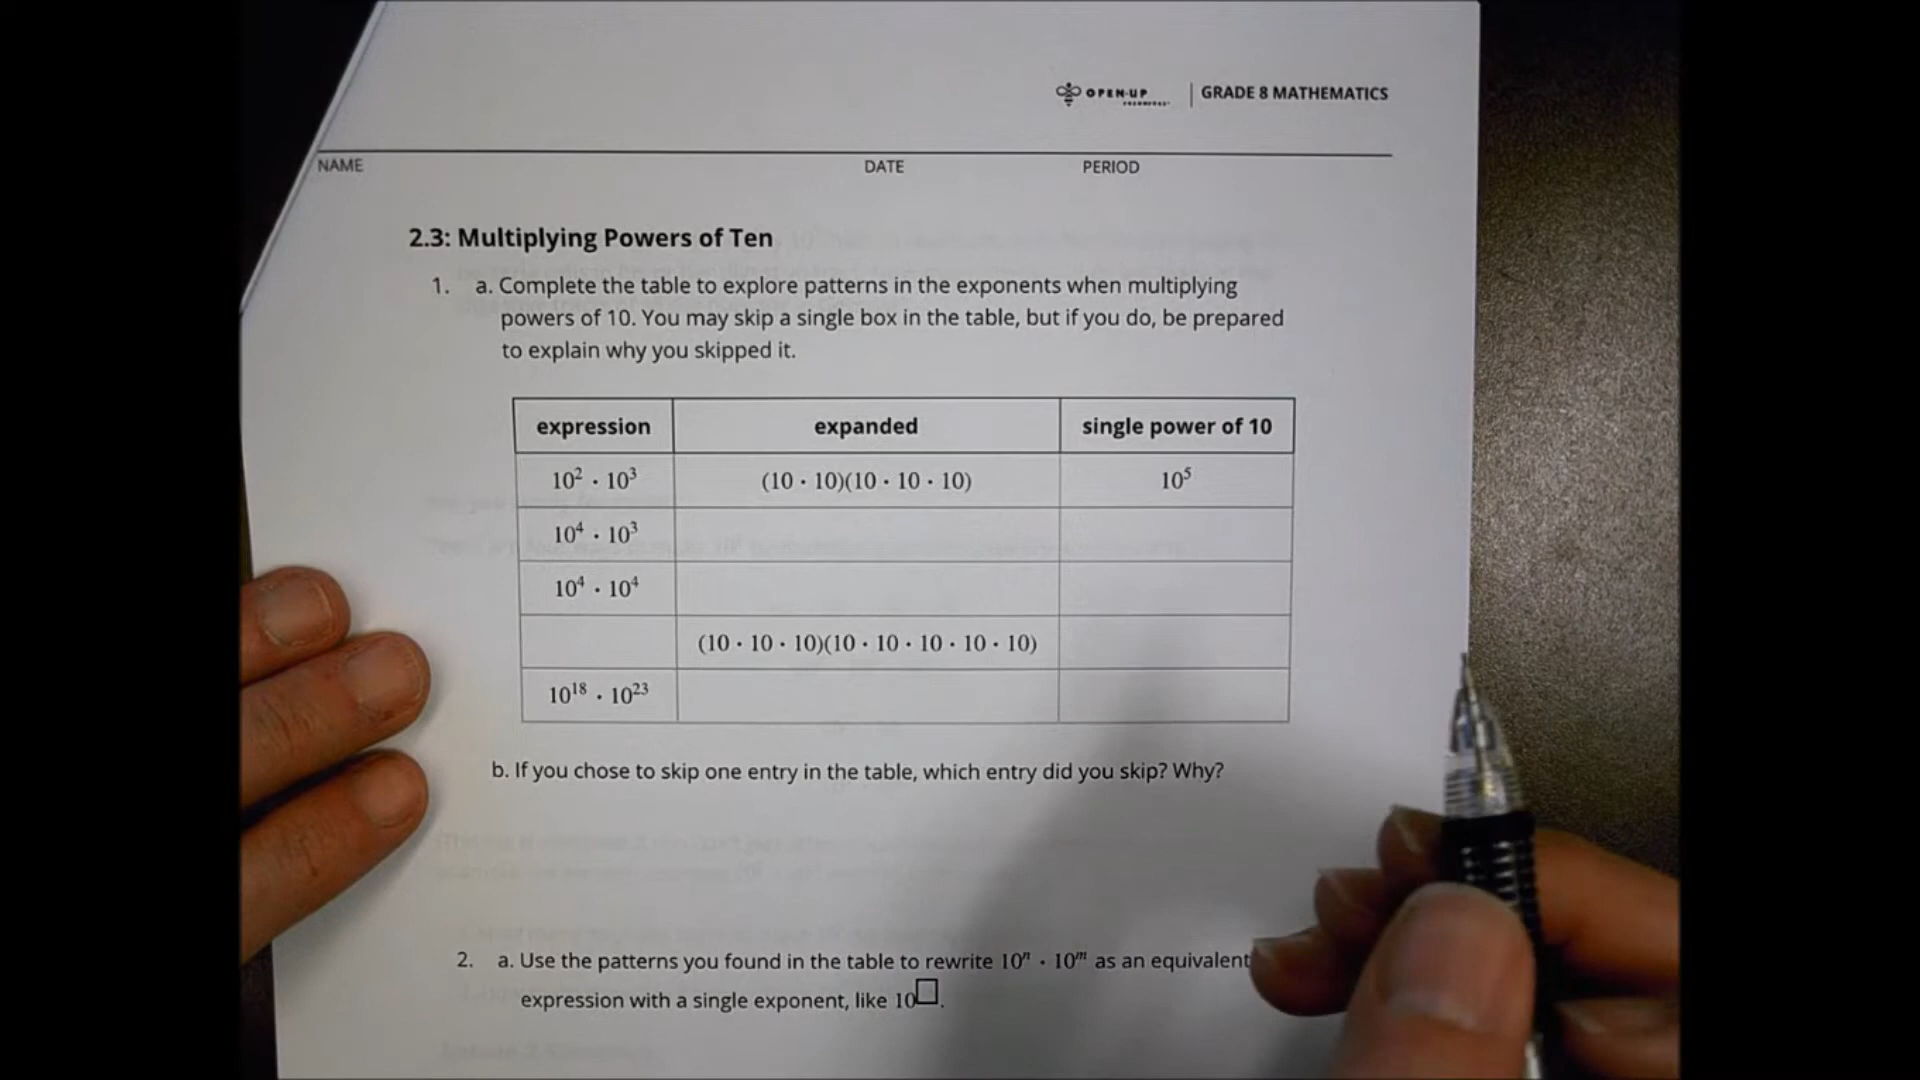 OPEN-UP
GRADE 8 MATHEMATICS
NAME DATE PERIOD
2.3: Multiplying Powers of Ten
1. a. Complete the table to explore patterns in the exponents when multiplying
powers of 10. You may skip a single box in the table, but if you do, be prepared
to explain why you skipped it.
expression expanded single power of 10
10² · 10³ (10 · 10)(10 · 10 · 10) 10⁵
10⁴ · 10³
10⁴ · 10⁴
(10 · 10 · 10)(10 · 10 · 10 · 10 · 10)
10¹⁸ · 10²³
b. If you chose to skip one entry in the table, which entry did you skip? Why?
2. a. Use the patterns you found in the table to rewrite 10ⁿ · 10ᵐ as an equivalent
expression with a single exponent, like 10□.